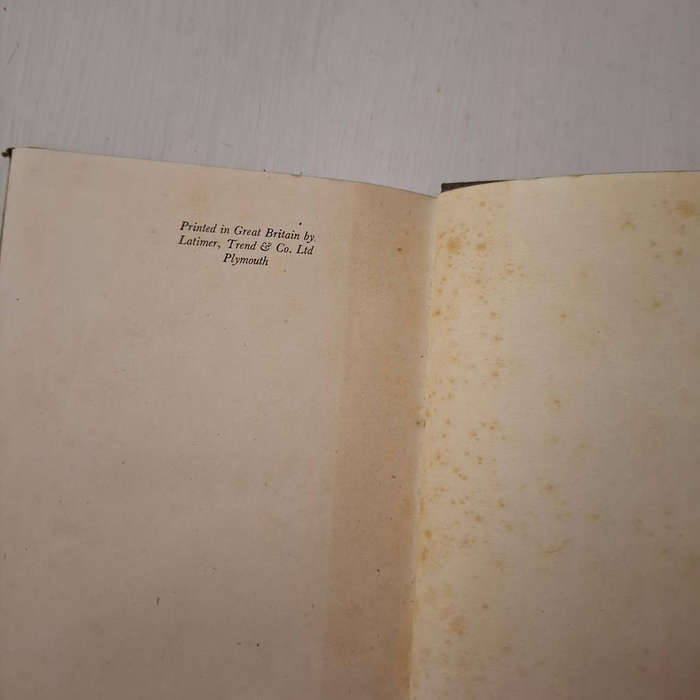 Printed in Great Britain by
Latimer, Trend & Co. Ltd
Plymouth